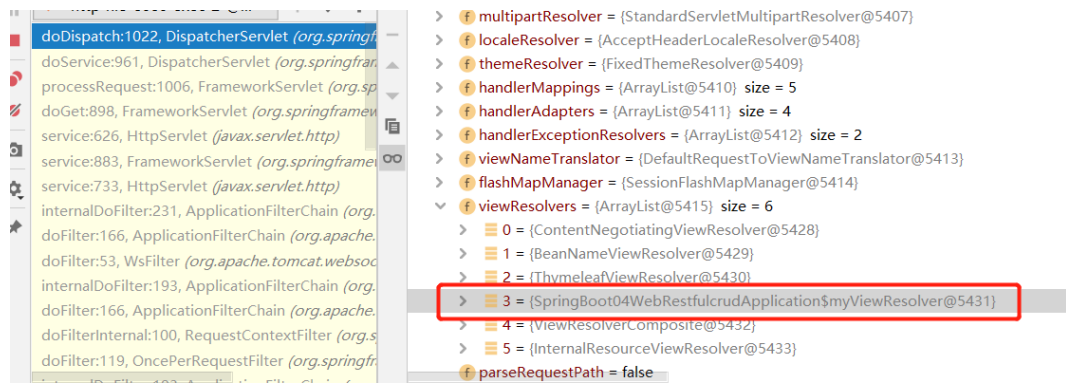 doDispatch:1022, DispatcherServlet (org.springf
doService:961, DispatcherServlet (org.springfran
processRequest:1006, FrameworkServlet (org.sp
doGet:898, FrameworkServlet (org.springframew
service:626, HttpServlet (javax.servlet.http)
service:883, FrameworkServlet (org.springframew
service:733, HttpServlet (javax.servlet.http)
internalDoFilter:231, ApplicationFilterChain (org.
doFilter:166, ApplicationFilterChain (org.apache.
doFilter:53, WsFilter (org.apache.tomcat.websoc
internalDoFilter:193, ApplicationFilterChain (org.
doFilter:166, ApplicationFilterChain (org.apache.
doFilterInternal:100, RequestContextFilter (org.s
doFilter:119, OncePerRequestFilter (org.springfr
multipartResolver = {StandardServletMultipartResolver@5407}
localeResolver = {AcceptHeaderLocaleResolver@5408}
themeResolver = {FixedThemeResolver@5409}
handlerMappings = {ArrayList@5410} size = 5
handlerAdapters = {ArrayList@5411} size = 4
handlerExceptionResolvers = {ArrayList@5412} size = 2
viewNameTranslator = {DefaultRequestToViewNameTranslator@5413}
flashMapManager = {SessionFlashMapManager@5414}
viewResolvers = {ArrayList@5415} size = 6
0 = {ContentNegotiatingViewResolver@5428}
1 = {BeanNameViewResolver@5429}
2 = {ThymeleafViewResolver@5430}
3 = {SpringBoot04WebRestfulcrudApplication$myViewResolver@5431}
4 = {ViewResolverComposite@5432}
5 = {InternalResourceViewResolver@5433}
parseRequestPath = false